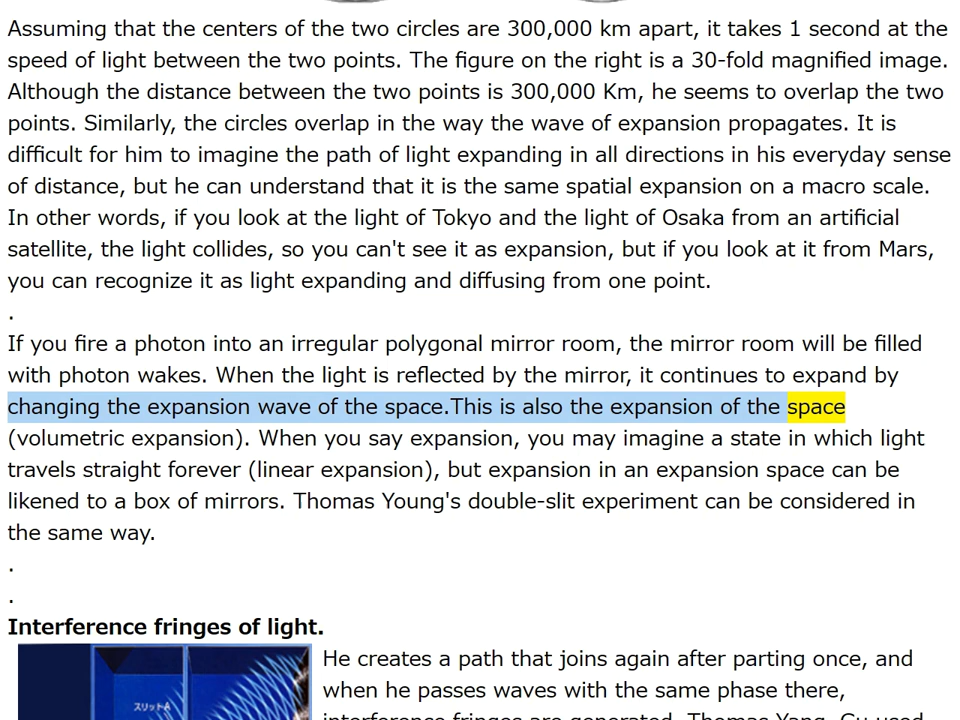 Assuming that the centers of the two circles are 300,000 km apart, it takes 1 second at the
speed of light between the two points. The figure on the right is a 30-fold magnified image.
Although the distance between the two points is 300,000 Km, he seems to overlap the two
points. Similarly, the circles overlap in the way the wave of expansion propagates. It is
difficult for him to imagine the path of light expanding in all directions in his everyday sense
of distance, but he can understand that it is the same spatial expansion on a macro scale.
In other words, if you look at the light of Tokyo and the light of Osaka from an artificial
satellite, the light collides, so you can't see it as expansion, but if you look at it from Mars,
you can recognize it as light expanding and diffusing from one point.
.
If you fire a photon into an irregular polygonal mirror room, the mirror room will be filled
with photon wakes. When the light is reflected by the mirror, it continues to expand by
changing the expansion wave of the space.This is also the expansion of the space
(volumetric expansion). When you say expansion, you may imagine a state in which light
travels straight forever (linear expansion), but expansion in an expansion space can be
likened to a box of mirrors. Thomas Young's double-slit experiment can be considered in
the same way.
.
.
Interference fringes of light.
スリットA
He creates a path that joins again after parting once, and
when he passes waves with the same phase there,
interference fringes are generated. Thomas Young, Gu used